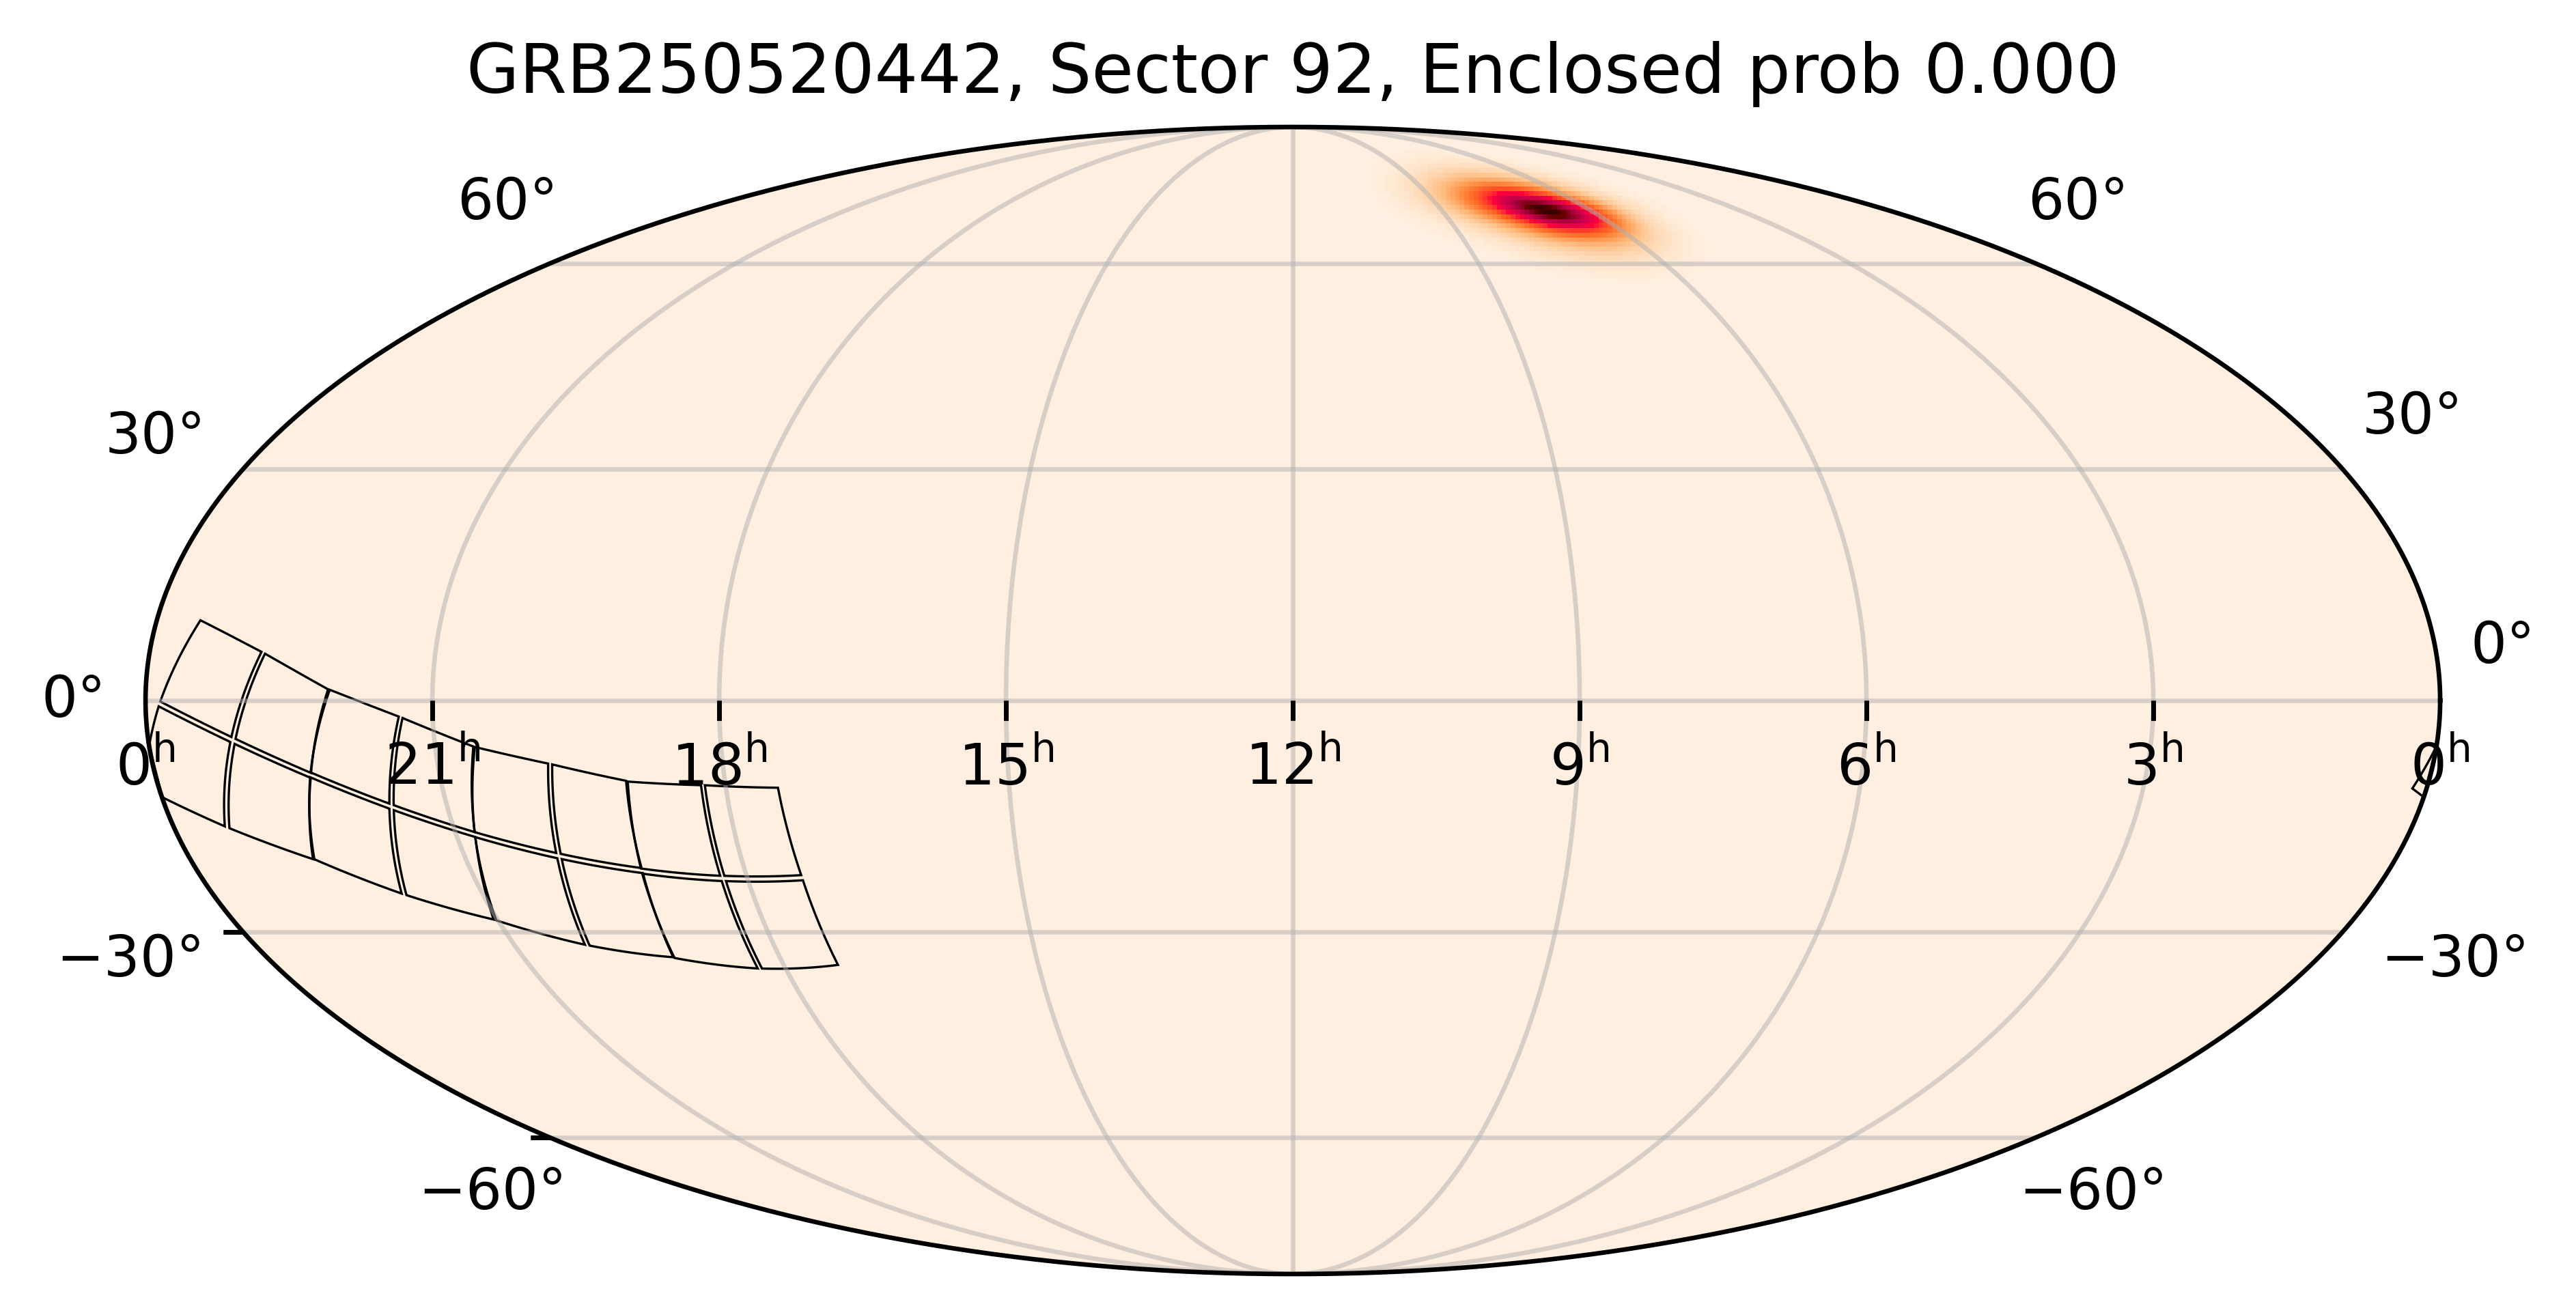 GRB250520442, Sector 92, Enclosed prob 0.000
60° 60°
30° 30°
0° 0°
0h 21h 18h 15h 12h 9h 6h 3h 0h
−30° −30°
−60° −60°